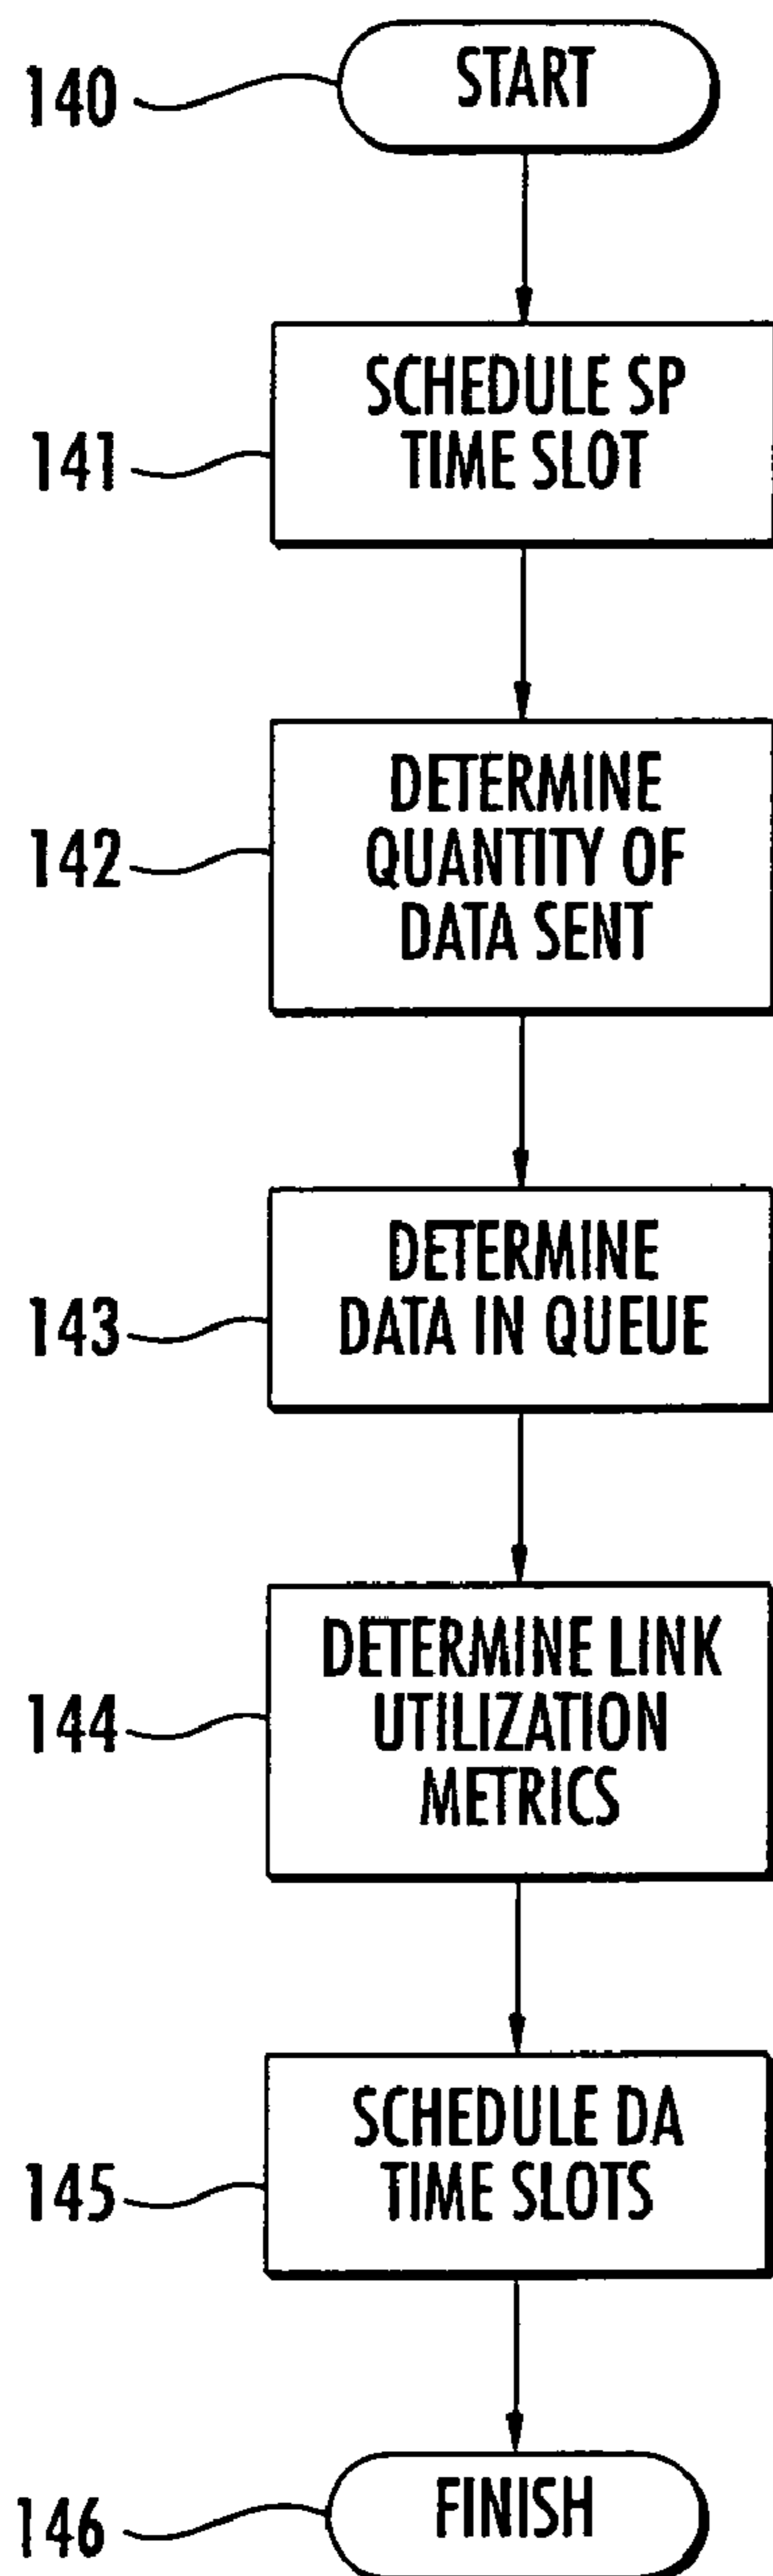 140
START
141
SCHEDULE SP
TIME SLOT
142
DETERMINE
QUANTITY OF
DATA SENT
143
DETERMINE
DATA IN QUEUE
144
DETERMINE LINK
UTILIZATION
METRICS
145
SCHEDULE DA
TIME SLOTS
146
FINISH